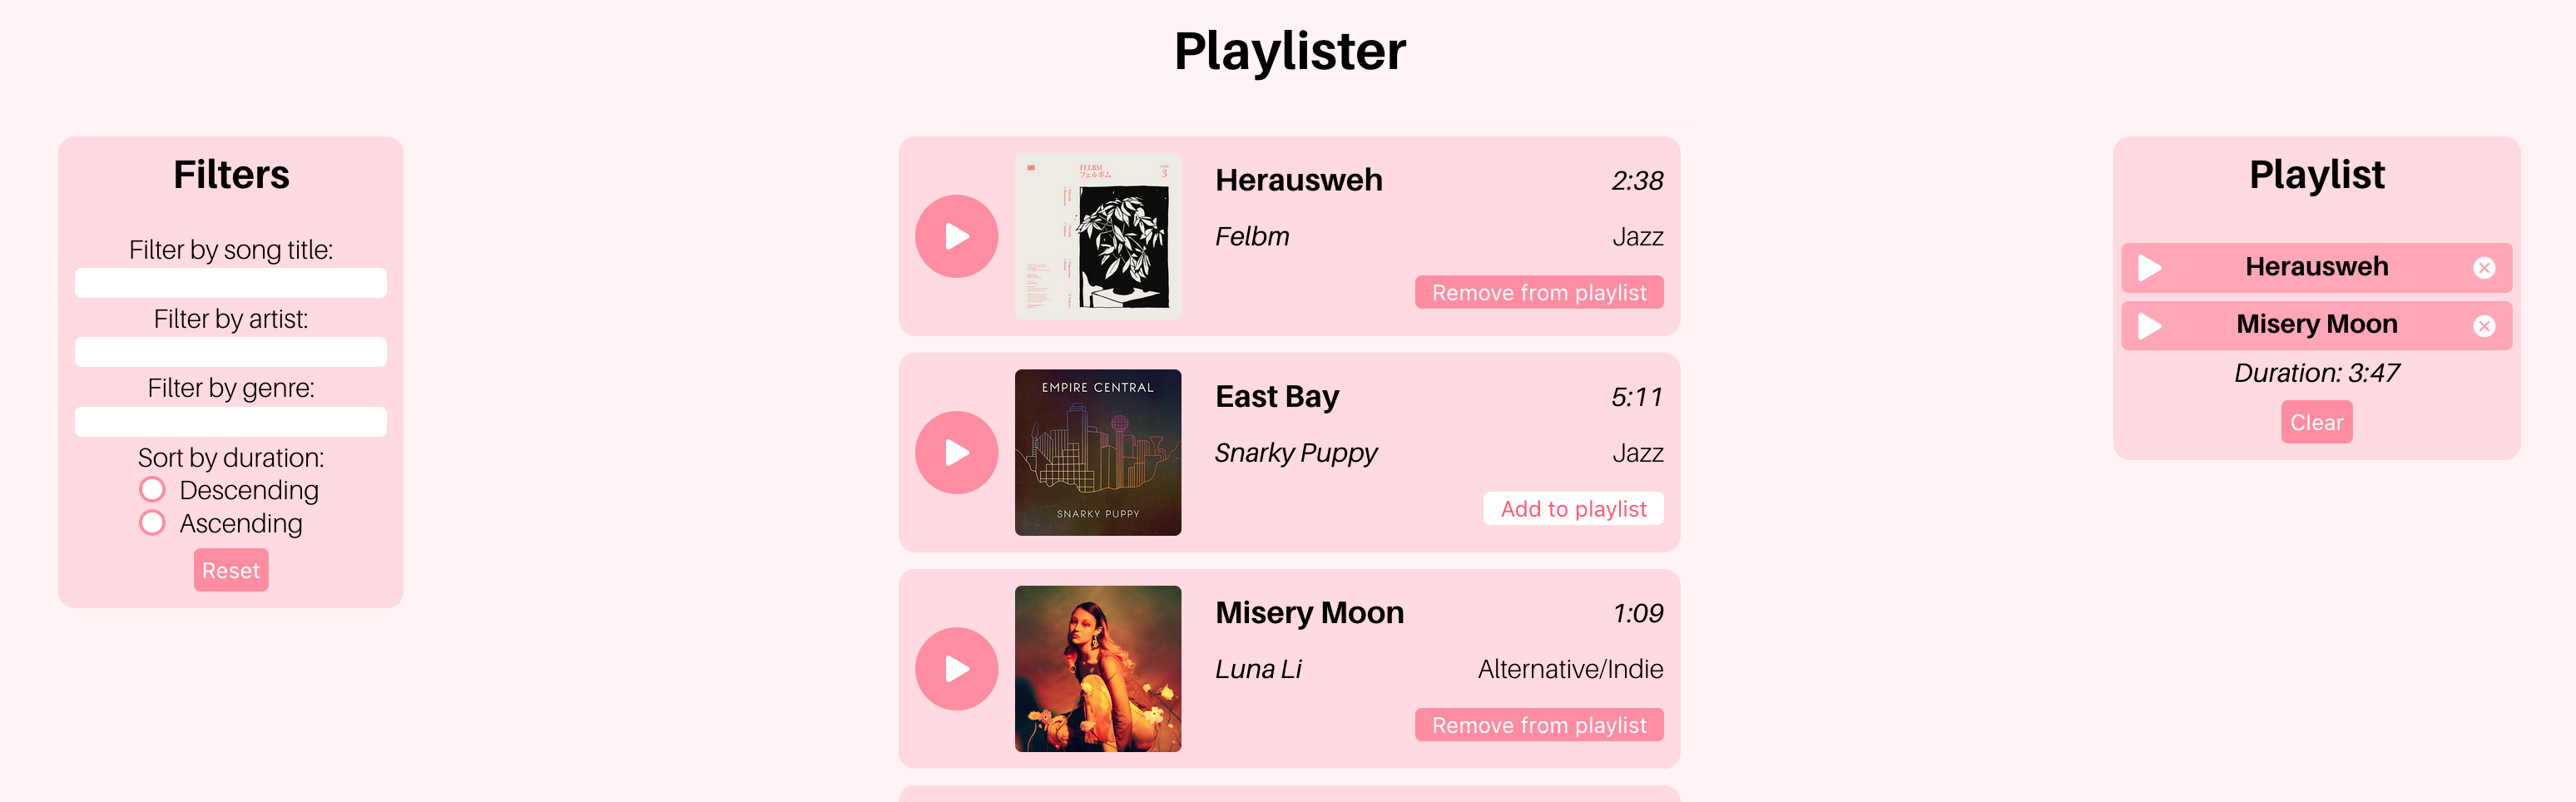 Playlister
Filters
Filter by song title:
Filter by artist:
Filter by genre:
Sort by duration:
Descending
Ascending
Reset
FELBM
フェルボム
3
Herausweh
2:38
Felbm
Jazz
Remove from playlist
EMPIRE CENTRAL
SNARKY PUPPY
East Bay
5:11
Snarky Puppy
Jazz
Add to playlist
Misery Moon
1:09
Luna Li
Alternative/Indie
Remove from playlist
Playlist
Herausweh
Misery Moon
Duration: 3:47
Clear